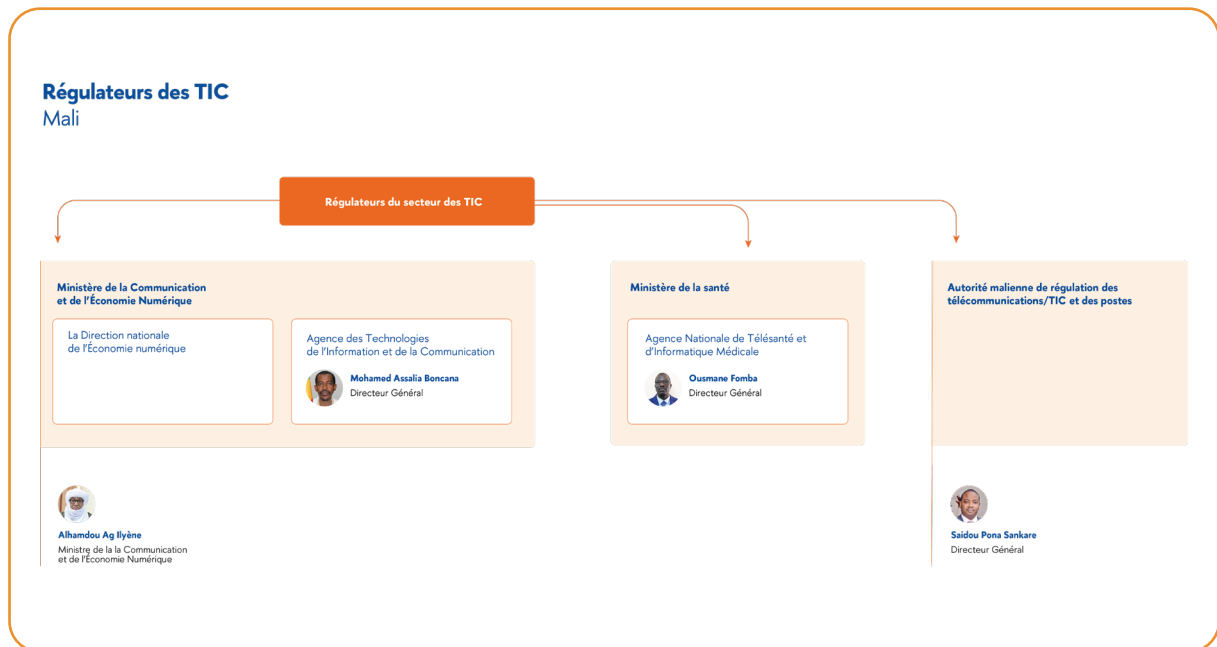 Régulateurs des TIC
Mali
Régulateurs du secteur des TIC
Ministère de la Communication
et de l'Économie Numérique
La Direction nationale
de l'Économie numérique
Agence des Technologies
de l'Information et de la Communication
Mohamed Assalia Boncana
Directeur Général
Alhamdou Ag Ilyène
Ministre de la la Communication
et de l'Économie Numérique
Ministère de la santé
Agence Nationale de Télésanté et
d'Informatique Médicale
Ousmane Fomba
Directeur Général
Autorité malienne de régulation des
télécommunications/TIC et des postes
Saidou Pona Sankare
Directeur Général